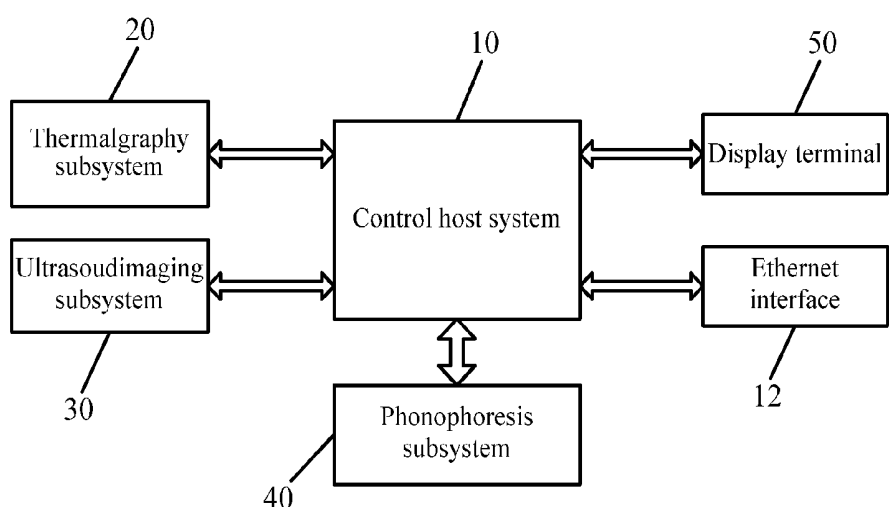 20
10
50
Thermalgraphy
subsystem
Control host system
Display terminal
Ultrasoudimaging
subsystem
Ethernet
interface
30
Phonophoresis
subsystem
12
40